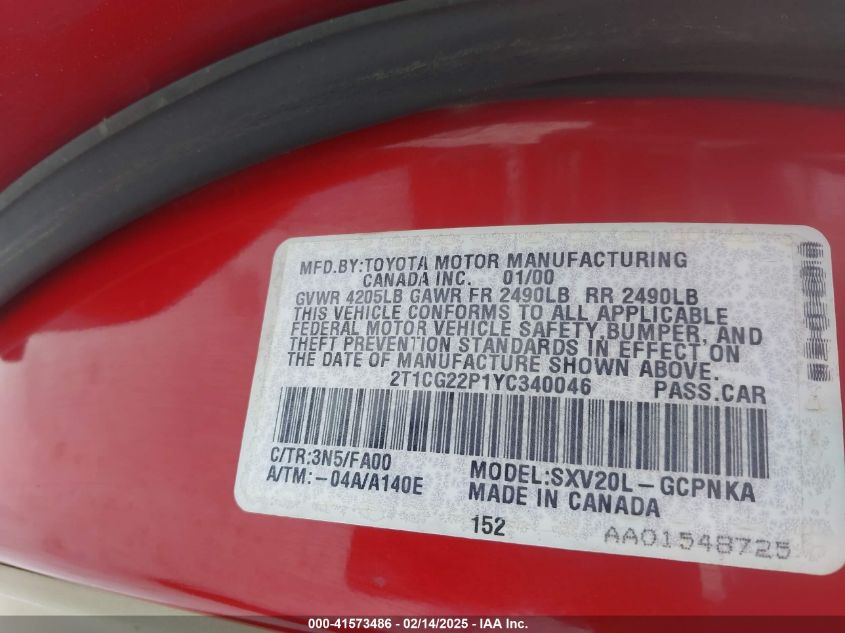 MFD.BY:TOYOTA MOTOR MANUFACTURING
CANADA INC. 01/00
GVWR 4205LB GAWR FR 2490LB RR 2490LB
THIS VEHICLE CONFORMS TO ALL APPLICABLE
FEDERAL MOTOR VEHICLE SAFETY,BUMPER, AND
THEFT PREVENTION STANDARDS IN EFFECT ON
THE DATE OF MANUFACTURE SHOWN ABOVE.
2T1CG22P1YC340046 PASS.CAR
C/TR:3N5/FA00
A/TM:-04A/A140E
MODEL:SXV20L-GCPNKA
MADE IN CANADA
152
AA01548725
000-41573486 - 02/14/2025 - IAA Inc.